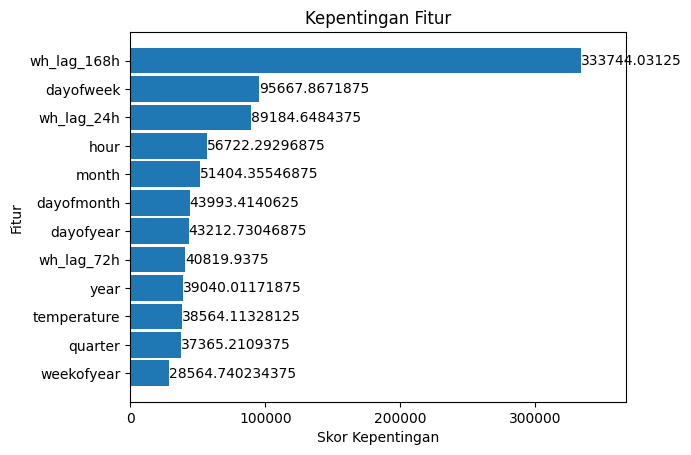 Kepentingan Fitur
wh_lag_168h 333744.03125
dayofweek 95667.8671875
wh_lag_24h 89184.6484375
hour 56722.29296875
month 51404.35546875
dayofmonth 43993.4140625
dayofyear 43212.73046875
wh_lag_72h 40819.9375
year 39040.01171875
temperature 38564.11328125
quarter 37365.2109375
weekofyear 28564.740234375
Fitur
0 100000 200000 300000
Skor Kepentingan